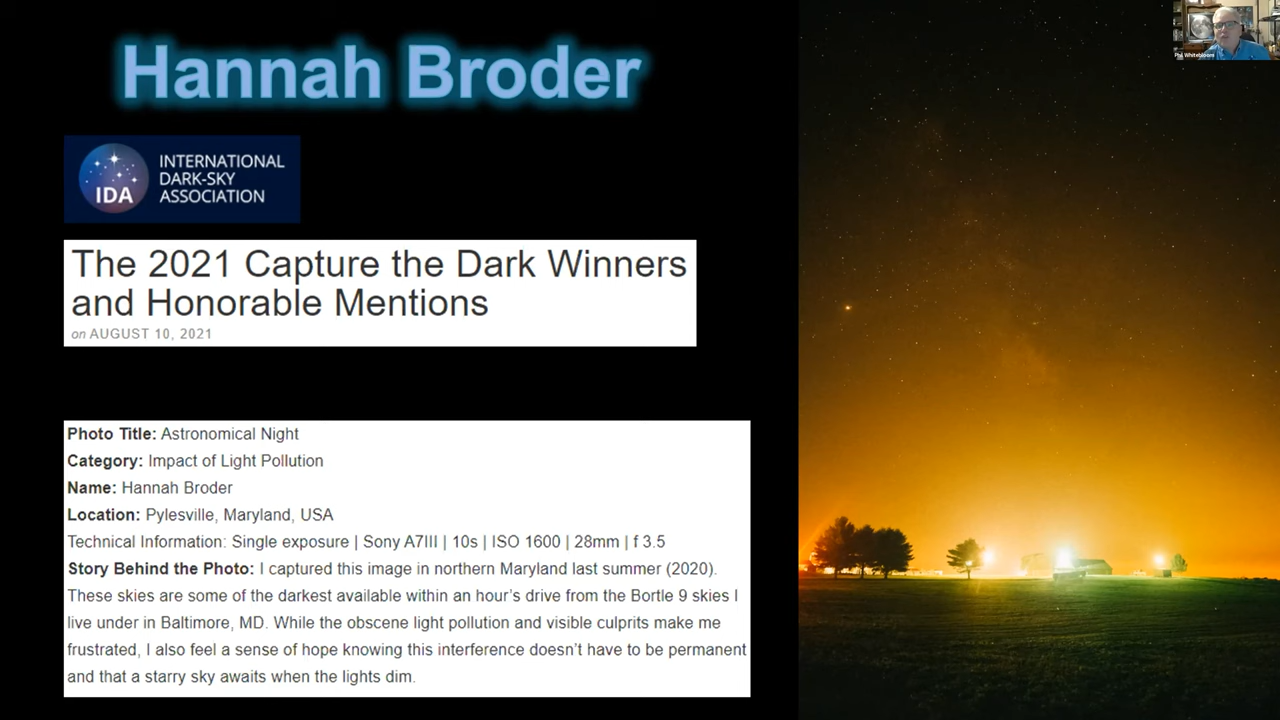 Hannah Broder
IDA
INTERNATIONAL
DARK-SKY
ASSOCIATION
The 2021 Capture the Dark Winners
and Honorable Mentions
on AUGUST 10, 2021
Photo Title: Astronomical Night
Category: Impact of Light Pollution
Name: Hannah Broder
Location: Pylesville, Maryland, USA
Technical Information: Single exposure | Sony A7III | 10s | ISO 1600 | 28mm | f 3.5
Story Behind the Photo: I captured this image in northern Maryland last summer (2020).
These skies are some of the darkest available within an hour’s drive from the Bortle 9 skies I
live under in Baltimore, MD. While the obscene light pollution and visible culprits make me
frustrated, I also feel a sense of hope knowing this interference doesn’t have to be permanent
and that a starry sky awaits when the lights dim.
Phil Whitebloom